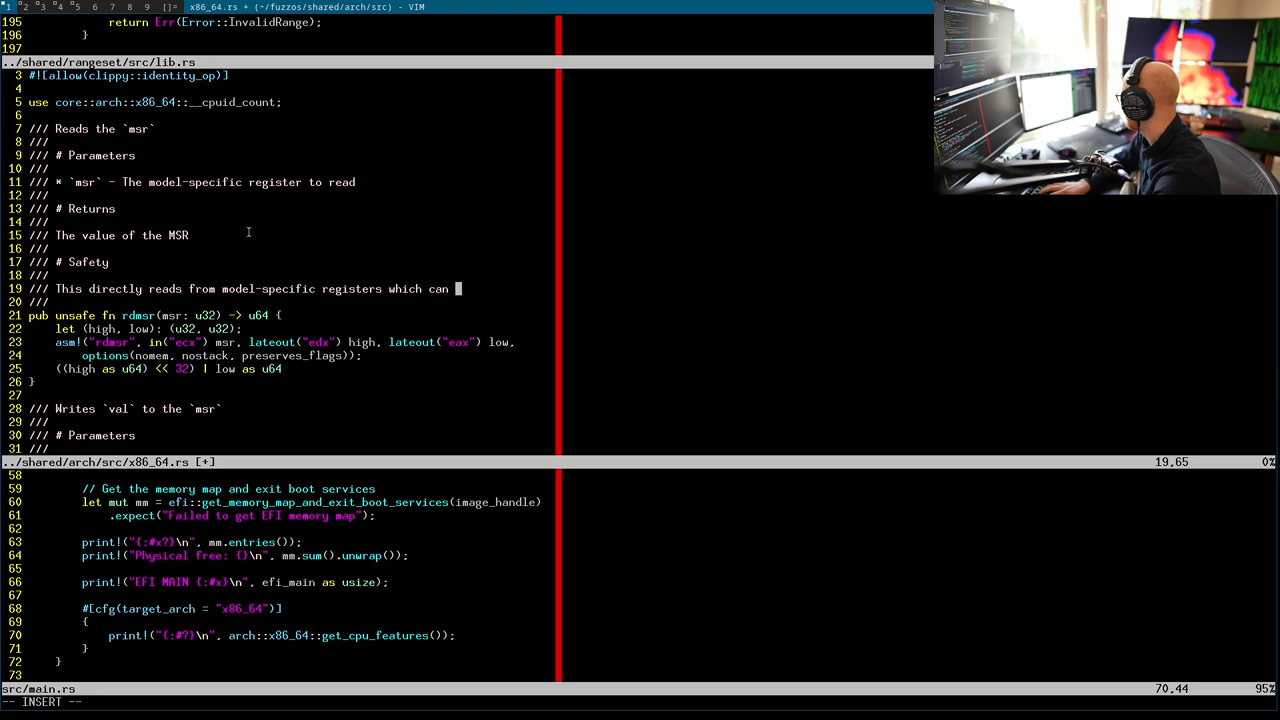 1 2 3 4 5 6 7 8 9 []= x86_64.rs + (~/fuzzos/shared/arch/src) - VIM
195             return Err(Error::InvalidRange);
196         }
197
../shared/rangeset/src/lib.rs
3 #![allow(clippy::identity_op)]
4
5 use core::arch::x86_64::__cpuid_count;
6
7 /// Reads the `msr`
8 ///
9 /// # Parameters
10 ///
11 /// * `msr` - The model-specific register to read
12 ///
13 /// # Returns
14 ///
15 /// The value of the MSR
16 ///
17 /// # Safety
18 ///
19 /// This directly reads from model-specific registers which can
20 ///
21 pub unsafe fn rdmsr(msr: u32) -> u64 {
22     let (high, low): (u32, u32);
23     asm!("rdmsr", in("ecx") msr, lateout("edx") high, lateout("eax") low,
24         options(nomem, nostack, preserves_flags));
25     ((high as u64) << 32) | low as u64
26 }
27
28 /// Writes `val` to the `msr`
29 ///
30 /// # Parameters
31 ///
../shared/arch/src/x86_64.rs [+] 19,65 0%
58
59         // Get the memory map and exit boot services
60         let mut mm = efi::get_memory_map_and_exit_boot_services(image_handle)
61             .expect("Failed to get EFI memory map");
62
63         print!("{:#x?}\n", mm.entries());
64         print!("Physical free: {}\n", mm.sum().unwrap());
65
66         print!("EFI MAIN {:#x}\n", efi_main as usize);
67
68         #[cfg(target_arch = "x86_64")]
69         {
70             print!("{:#?}\n", arch::x86_64::get_cpu_features());
71         }
72     }
73
src/main.rs 70,44 95%
-- INSERT --